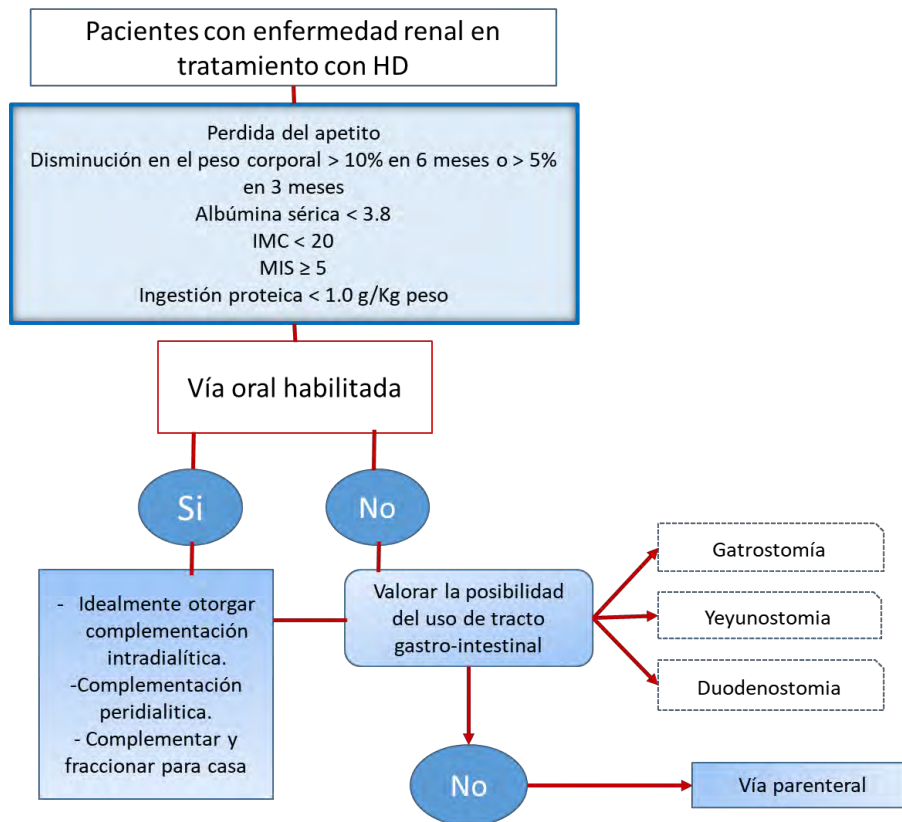 Pacientes con enfermedad renal en
tratamiento con HD
Perdida del apetito
Disminución en el peso corporal > 10% en 6 meses o > 5%
en 3 meses
Albúmina sérica < 3.8
IMC < 20
MIS ≥ 5
Ingestión proteica < 1.0 g/Kg peso
Vía oral habilitada
Si
No
- Idealmente otorgar
complementación
intradialítica.
-Complementación
peridialitica.
- Complementar y
fraccionar para casa
Valorar la posibilidad
del uso de tracto
gastro-intestinal
Gatrostomía
Yeyunostomia
Duodenostomia
No
Vía parenteral